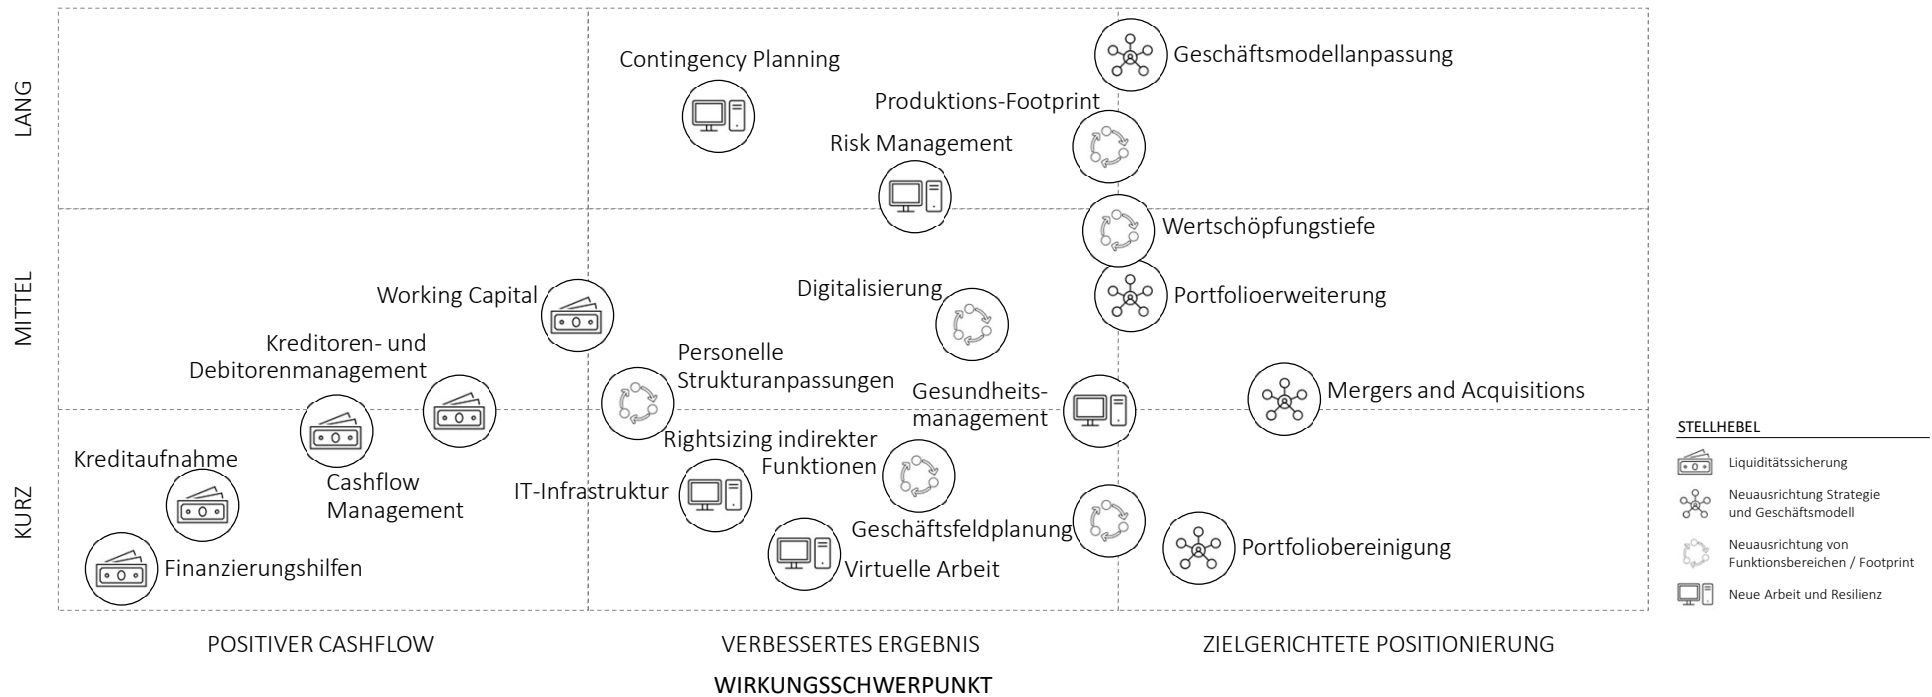 LANG
MITTEL
KURZ
Contingency Planning
Geschäftsmodellanpassung
Produktions-Footprint
Risk Management
Wertschöpfungstiefe
Working Capital
Digitalisierung
Portfolioerweiterung
Kreditoren- und
Debitorenmanagement
Personelle
Strukturanpassungen
Gesundheits-
management
Mergers and Acquisitions
Kreditaufnahme
Cashflow
Management
Rightsizing indirekter
Funktionen
IT-Infrastruktur
Geschäftsfeldplanung
Portfoliobereinigung
Finanzierungshilfen
Virtuelle Arbeit
POSITIVER CASHFLOW
VERBESSERTES ERGEBNIS
ZIELGERICHTETE POSITIONIERUNG
WIRKUNGSSCHWERPUNKT
STELLHEBEL
Liquiditätssicherung
Neuausrichtung Strategie
und Geschäftsmodell
Neuausrichtung von
Funktionsbereichen / Footprint
Neue Arbeit und Resilienz